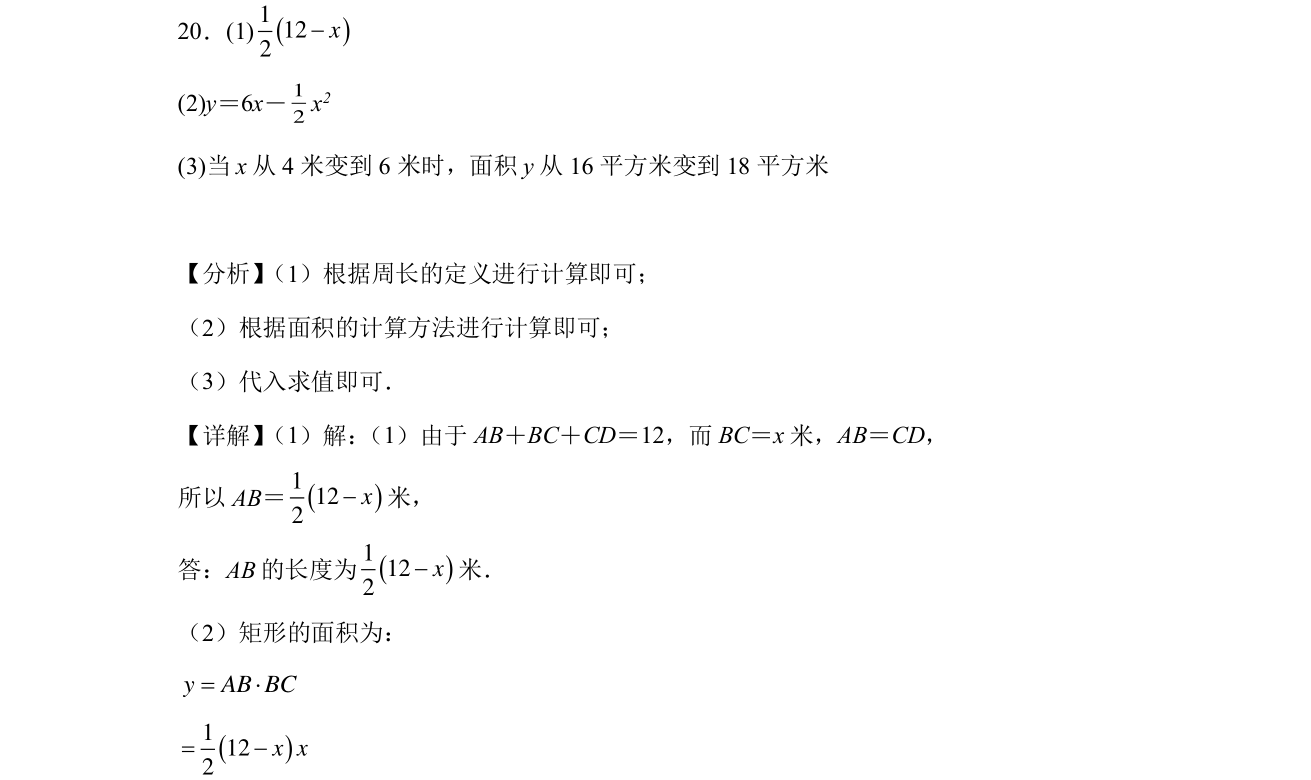 20．(1)$\frac{1}{2}(12-x)$
(2)y＝6x－$\frac{1}{2}$x²
(3)当 x 从 4 米变到 6 米时，面积 y 从 16 平方米变到 18 平方米
【分析】（1）根据周长的定义进行计算即可；
（2）根据面积的计算方法进行计算即可；
（3）代入求值即可．
【详解】（1）解：（1）由于 AB＋BC＋CD＝12，而 BC＝x 米，AB＝CD，
所以 AB＝$\frac{1}{2}(12-x)$米，
答：AB 的长度为$\frac{1}{2}(12-x)$米．
（2）矩形的面积为：
$y=AB\cdot BC$
$=\frac{1}{2}(12-x)x$